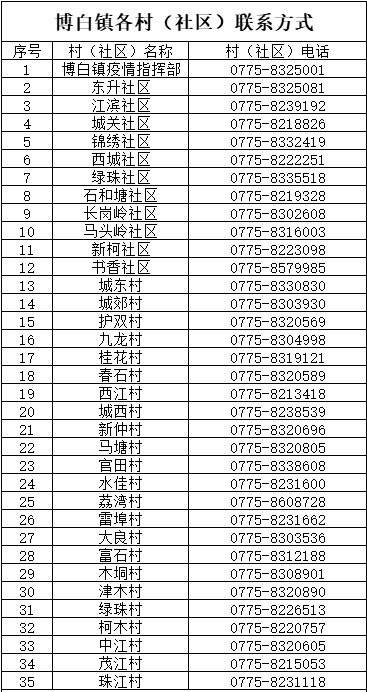 博白镇各村（社区）联系方式
序号 村（社区）名称 村（社区）电话
1 博白镇疫情指挥部 0775-8325001
2 东升社区 0775-8325081
3 江滨社区 0775-8239192
4 城关社区 0775-8218826
5 锦绣社区 0775-8332419
6 西城社区 0775-8222251
7 绿珠社区 0775-8335518
8 石和塘社区 0775-8219328
9 长岗岭社区 0775-8302608
10 马头岭社区 0775-8316003
11 新柯社区 0775-8223098
12 书香社区 0775-8579985
13 城东村 0775-8330830
14 城郊村 0775-8303930
15 护双村 0775-8320569
16 九龙村 0775-8304998
17 桂花村 0775-8319121
18 春石村 0775-8320589
19 西江村 0775-8213418
20 城西村 0775-8238539
21 新仲村 0775-8320696
22 马塘村 0775-8320805
23 官田村 0775-8338608
24 水佳村 0775-8231600
25 荔湾村 0775-8608728
26 雷埠村 0775-8231662
27 大良村 0775-8303536
28 富石村 0775-8312188
29 木垌村 0775-8308901
30 津木村 0775-8320890
31 绿珠村 0775-8226513
32 柯木村 0775-8220757
33 中江村 0775-8320605
34 茂江村 0775-8215053
35 珠江村 0775-8231118